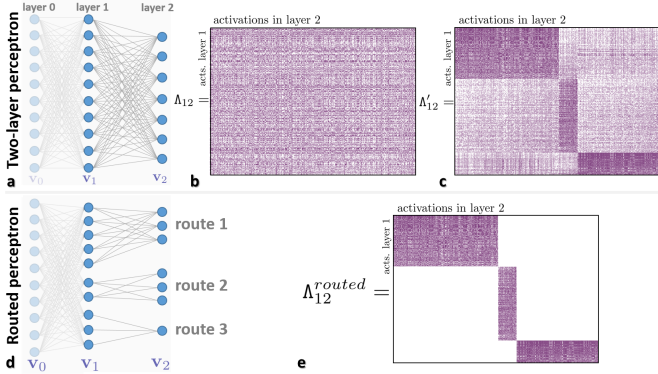 layer 0
layer 1
layer 2
Two-layer perceptron
v₀
v₁
v₂
a
activations in layer 2
acts. layer 1
Λ₁₂ =
b
acts. layer 1
Λ′₁₂ =
c
Routed perceptron
route 1
route 2
route 3
v₀
v₁
v₂
d
activations in layer 2
acts. layer 1
Λ₁₂^routed =
e
activations in layer 2